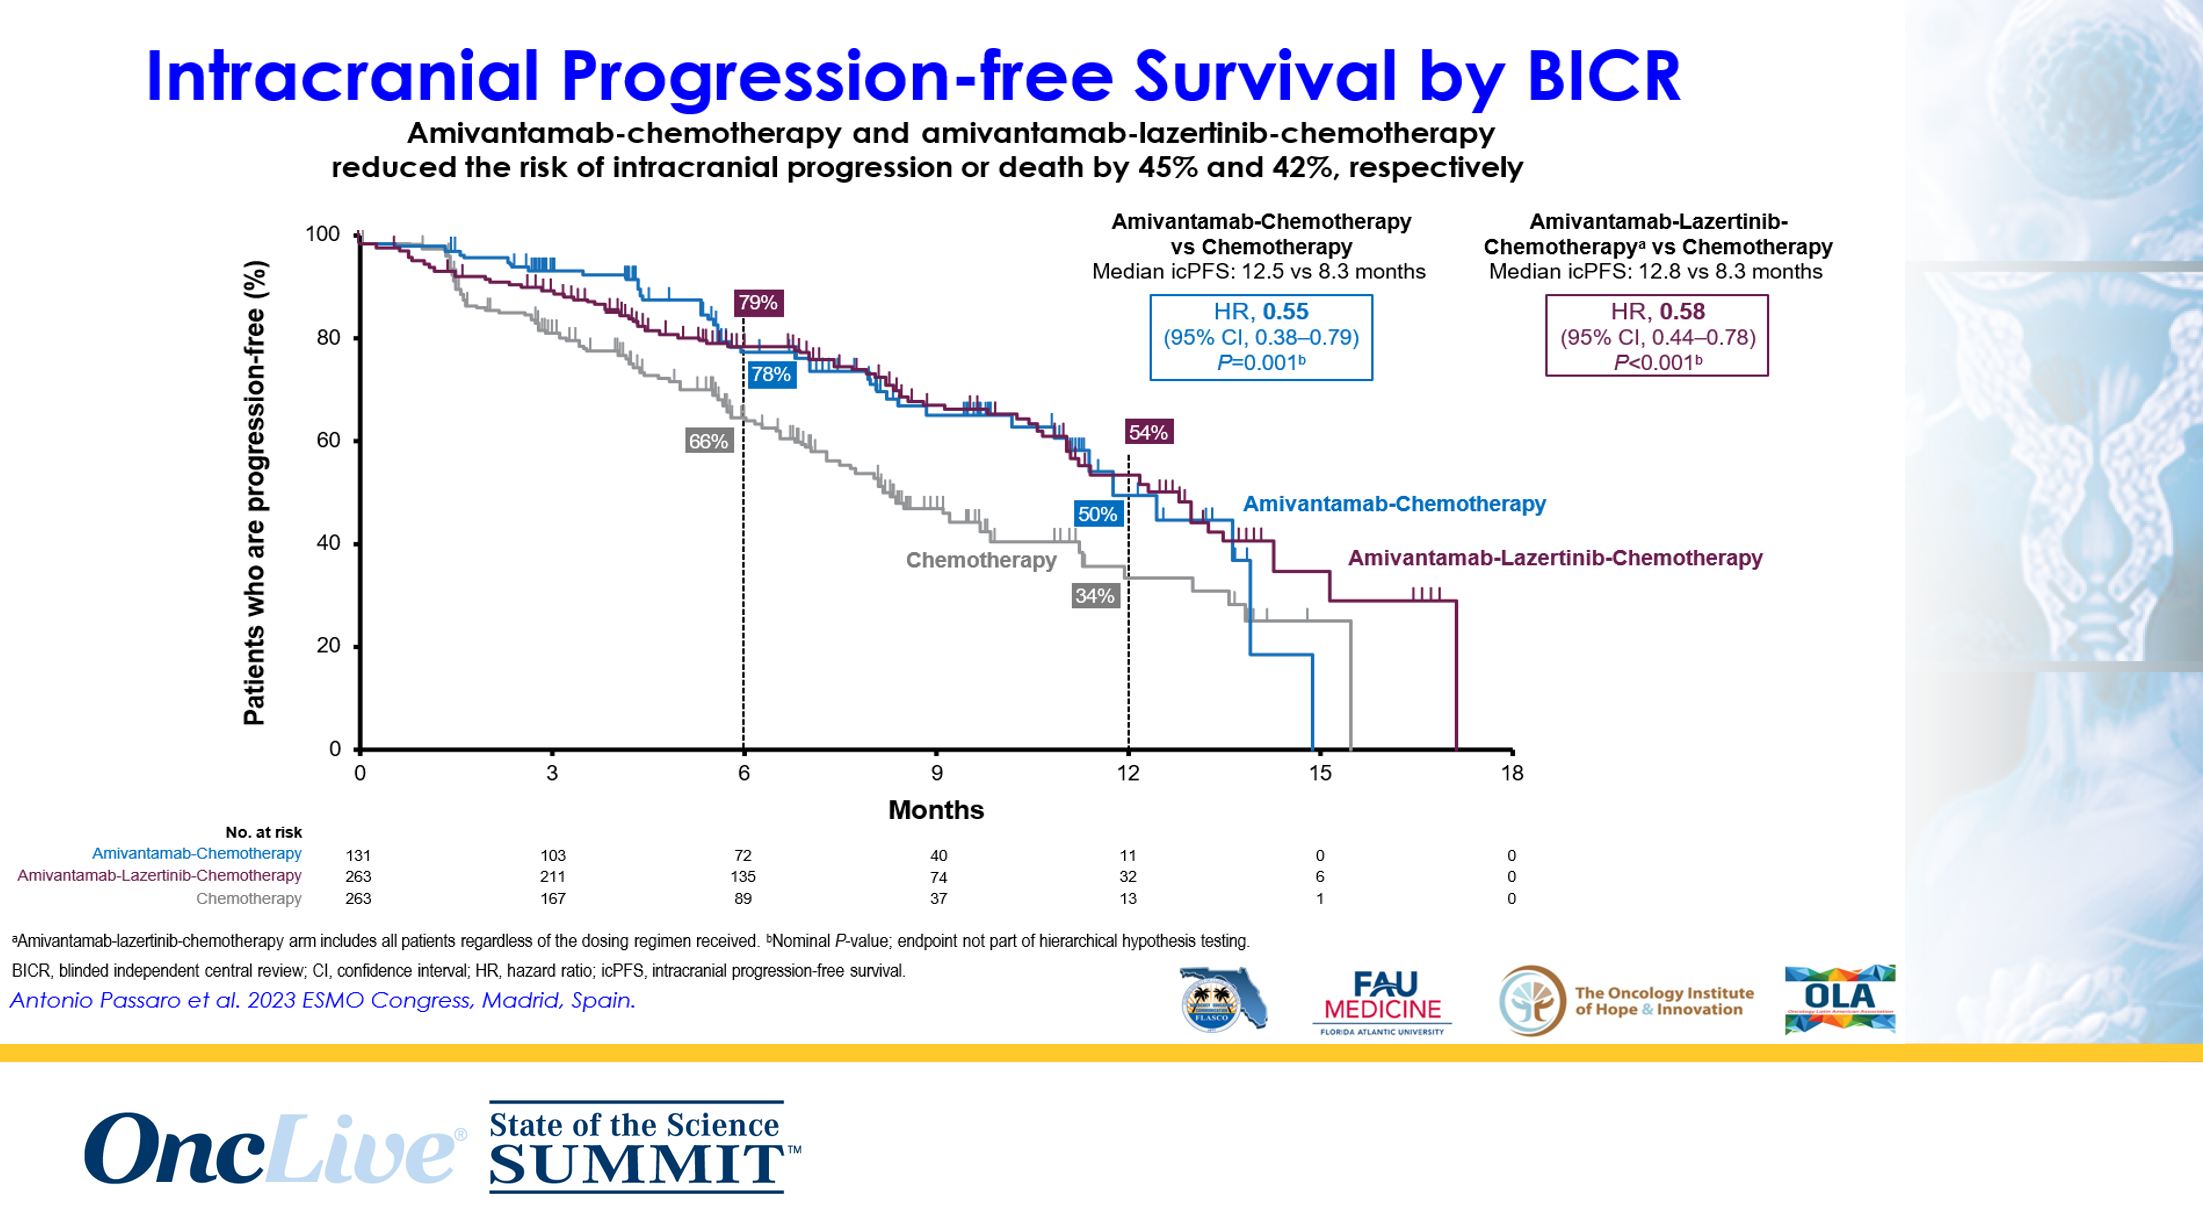 Intracranial Progression-free Survival by BICR
Amivantamab-chemotherapy and amivantamab-lazertinib-chemotherapy
reduced the risk of intracranial progression or death by 45% and 42%, respectively
Amivantamab-Chemotherapy
vs Chemotherapy
Median icPFS: 12.5 vs 8.3 months
HR, 0.55
(95% CI, 0.38–0.79)
P=0.001ᵇ
Amivantamab-Lazertinib-
Chemotherapyᵃ vs Chemotherapy
Median icPFS: 12.8 vs 8.3 months
HR, 0.58
(95% CI, 0.44–0.78)
P<0.001ᵇ
Patients who are progression-free (%)
100
80
60
40
20
0
79%
78%
66%
54%
50%
34%
Amivantamab-Chemotherapy
Amivantamab-Lazertinib-Chemotherapy
Chemotherapy
0 3 6 9 12 15 18
Months
No. at risk
Amivantamab-Chemotherapy 131 103 72 40 11 0 0
Amivantamab-Lazertinib-Chemotherapy 263 211 135 74 32 6 0
Chemotherapy 263 167 89 37 13 1 0
ᵃAmivantamab-lazertinib-chemotherapy arm includes all patients regardless of the dosing regimen received. ᵇNominal P-value; endpoint not part of hierarchical hypothesis testing.
BICR, blinded independent central review; CI, confidence interval; HR, hazard ratio; icPFS, intracranial progression-free survival.
Antonio Passaro et al. 2023 ESMO Congress, Madrid, Spain.
FLASCO
FAU
MEDICINE
FLORIDA ATLANTIC UNIVERSITY
The Oncology Institute
of Hope & Innovation
OLA
Oncology Latin American Association
OncLive®
State of the Science
SUMMIT™